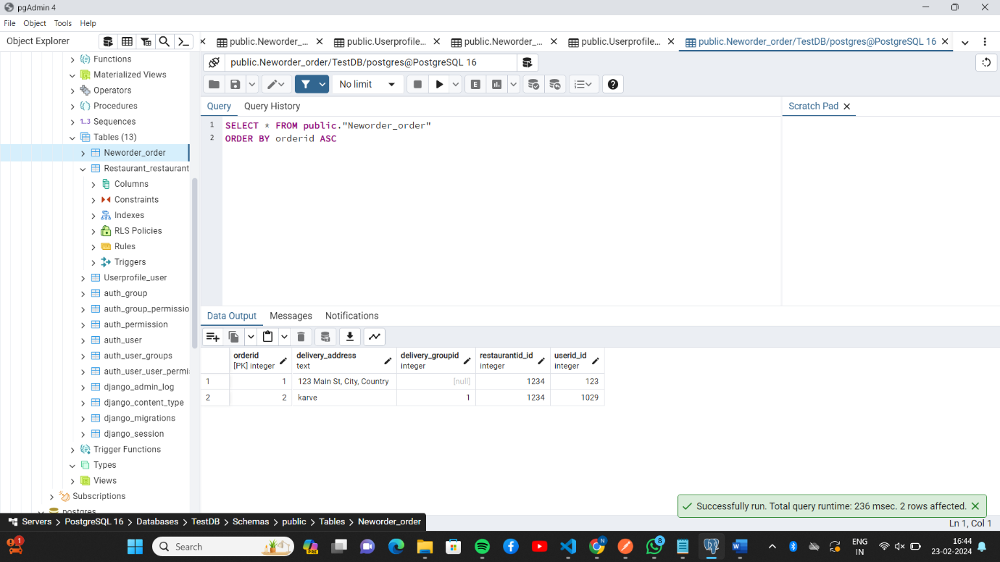 pgAdmin 4
File Object Tools Help
Object Explorer
public.Neworder_... public.Userprofile... public.Neworder_... public.Userprofile... public.Neworder_order/TestDB/postgres@PostgreSQL 16
public.Neworder_order/TestDB/postgres@PostgreSQL 16
No limit
E
Query Query History
Scratch Pad
1 SELECT * FROM public."Neworder_order"
2 ORDER BY orderid ASC
Functions
Materialized Views
Operators
Procedures
1..3 Sequences
Tables (13)
Neworder_order
Restaurant_restaurant
Columns
Constraints
Indexes
RLS Policies
Rules
Triggers
Userprofile_user
auth_group
auth_group_permissio
auth_permission
auth_user
auth_user_groups
auth_user_user_permi
django_admin_log
django_content_type
django_migrations
django_session
Trigger Functions
Types
Views
Subscriptions
postgres
Data Output Messages Notifications
orderid delivery_address delivery_groupid restaurantid_id userid_id
[PK] integer text integer integer integer
1 1 123 Main St, City, Country [null] 1234 123
2 2 karve 1 1234 1029
Successfully run. Total query runtime: 236 msec. 2 rows affected.
Servers PostgreSQL 16 Databases TestDB Schemas public Tables Neworder_order
Ln 1, Col 1
1
Search
PRE
N
8
W
ENG
IN
16:44
23-02-2024